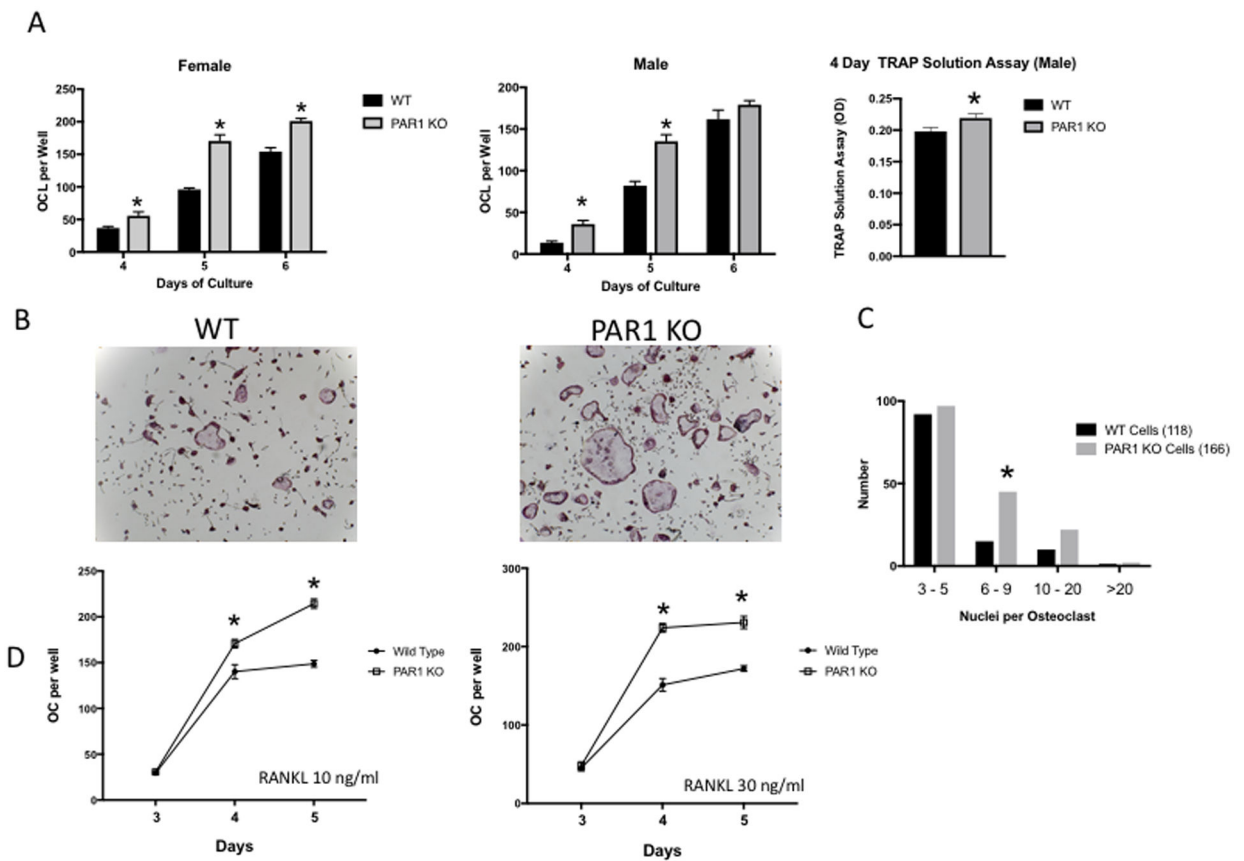 A
Female
OCL per Well
250
200
150
100
50
0
*
*
*
4
5
6
Days of Culture
WT
PAR1 KO
Male
OCL per Well
200
150
100
50
0
*
*
4
5
6
Days of Culture
4 Day TRAP Solution Assay (Male)
TRAP Solution Assay (OD)
0.25
0.20
0.15
0.10
0.05
0.00
*
WT
PAR1 KO
B
WT
PAR1 KO
C
Number
100
50
0
*
3 - 5
6 - 9
10 - 20
>20
Nuclei per Osteoclast
WT Cells (118)
PAR1 KO Cells (166)
D
OC per well
250
200
150
100
50
0
*
*
RANKL 10 ng/ml
3
4
5
Days
Wild Type
PAR1 KO
OC per well
300
200
100
0
*
*
RANKL 30 ng/ml
3
4
5
Days
Wild Type
PAR1 KO